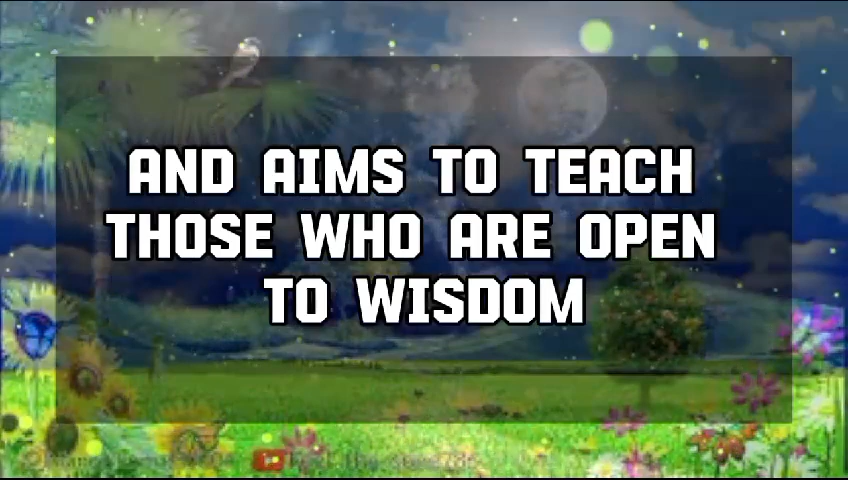 AND AIMS TO TEACH
THOSE WHO ARE OPEN
TO WISDOM